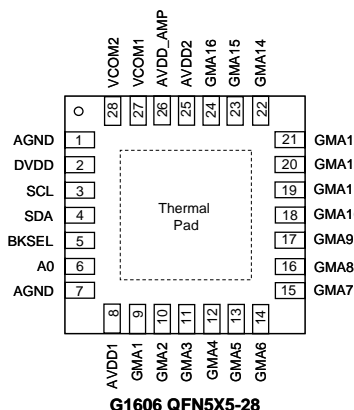 VCOM2
VCOM1
AVDD_AMP
AVDD2
GMA16
GMA15
GMA14
28
27
26
25
24
23
22
AGND 1
DVDD 2
SCL 3
SDA 4
BKSEL 5
A0 6
AGND 7
Thermal
Pad
21 GMA1
20 GMA1
19 GMA1
18 GMA1
17 GMA9
16 GMA8
15 GMA7
8
9
10
11
12
13
14
AVDD1
GMA1
GMA2
GMA3
GMA4
GMA5
GMA6
G1606 QFN5X5-28